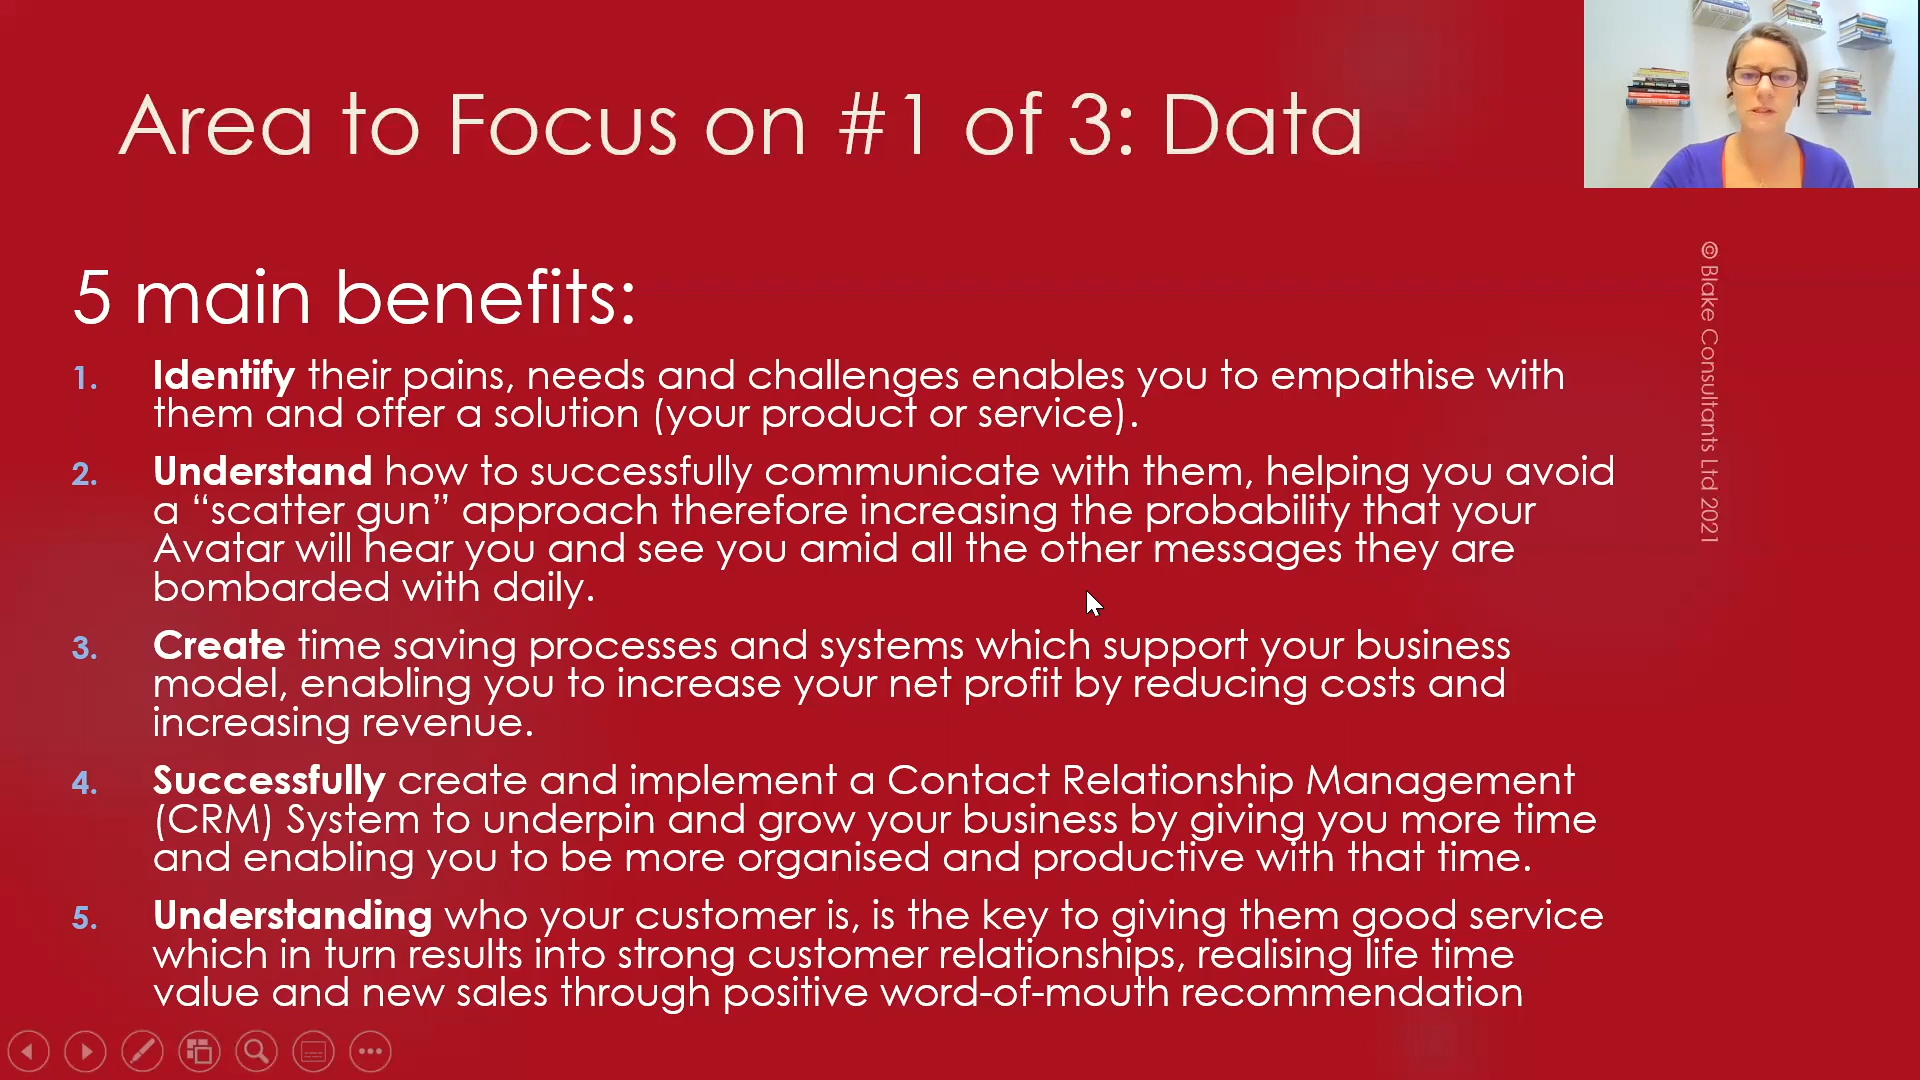 Area to Focus on #1 of 3: Data
5 main benefits:
1. Identify their pains, needs and challenges enables you to empathise with
them and offer a solution (your product or service).
2. Understand how to successfully communicate with them, helping you avoid
a “scatter gun” approach therefore increasing the probability that your
Avatar will hear you and see you amid all the other messages they are
bombarded with daily.
3. Create time saving processes and systems which support your business
model, enabling you to increase your net profit by reducing costs and
increasing revenue.
4. Successfully create and implement a Contact Relationship Management
(CRM) System to underpin and grow your business by giving you more time
and enabling you to be more organised and productive with that time.
5. Understanding who your customer is, is the key to giving them good service
which in turn results into strong customer relationships, realising life time
value and new sales through positive word-of-mouth recommendation
© Blake Consultants Ltd 2021